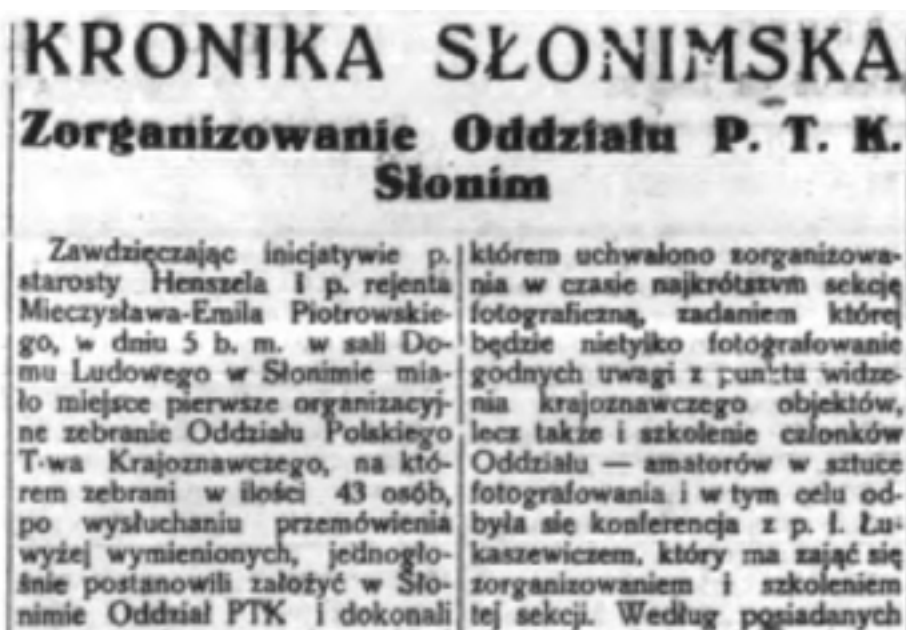 KRONIKA SŁONIMSKA
Zorganizowanie Oddziału P. T. K.
Słonim
Zawdzięczając inicjatywie p.
starosty Henszela i p. rejenta
Mieczysława-Emila Piotrowskie-
go, w dniu 5 b. m. w sali Do-
mu Ludowego w Słonimie mia-
ło miejsce pierwsze organizacyj-
ne zebranie Oddziału Polskiego
T-wa Krajoznawczego, na któ-
rem zebrani w ilości 43 osób,
po wysłuchaniu przemówienia
wyżej wymienionych, jednogło-
śnie postanowili założyć w Sło-
nimie Oddział PTK i dokonali
którem uchwalono zorganizowa-
nia w czasie najkrótszym sekcję
fotograficzną, zadaniem której
będzie nietylko fotografowanie
godnych uwagi z punktu widze-
nia krajoznawczego objektów,
lecz także i szkolenie członków
Oddziału — amatorów w sztuce
fotografowania i w tym celu od-
była się konferencja z p. I. Łu-
kaszewiczem, który ma zająć się
zorganizowaniem i szkoleniem
tej sekcji. Według posiadanych